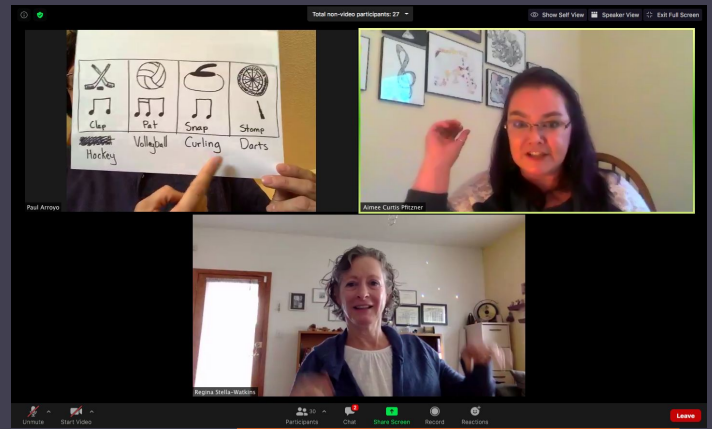 Total non-video participants: 27
Show Self View
Speaker View
Exit Full Screen
Clap
Pat
Snap
Stomp
Hockey
Volleyball
Curling
Darts
Paul Arroyo
Aimee Curtis Pfitzner
Regina Stella-Watkins
Unmute
Start Video
30
Participants
2
Chat
Share Screen
Record
Reactions
Leave